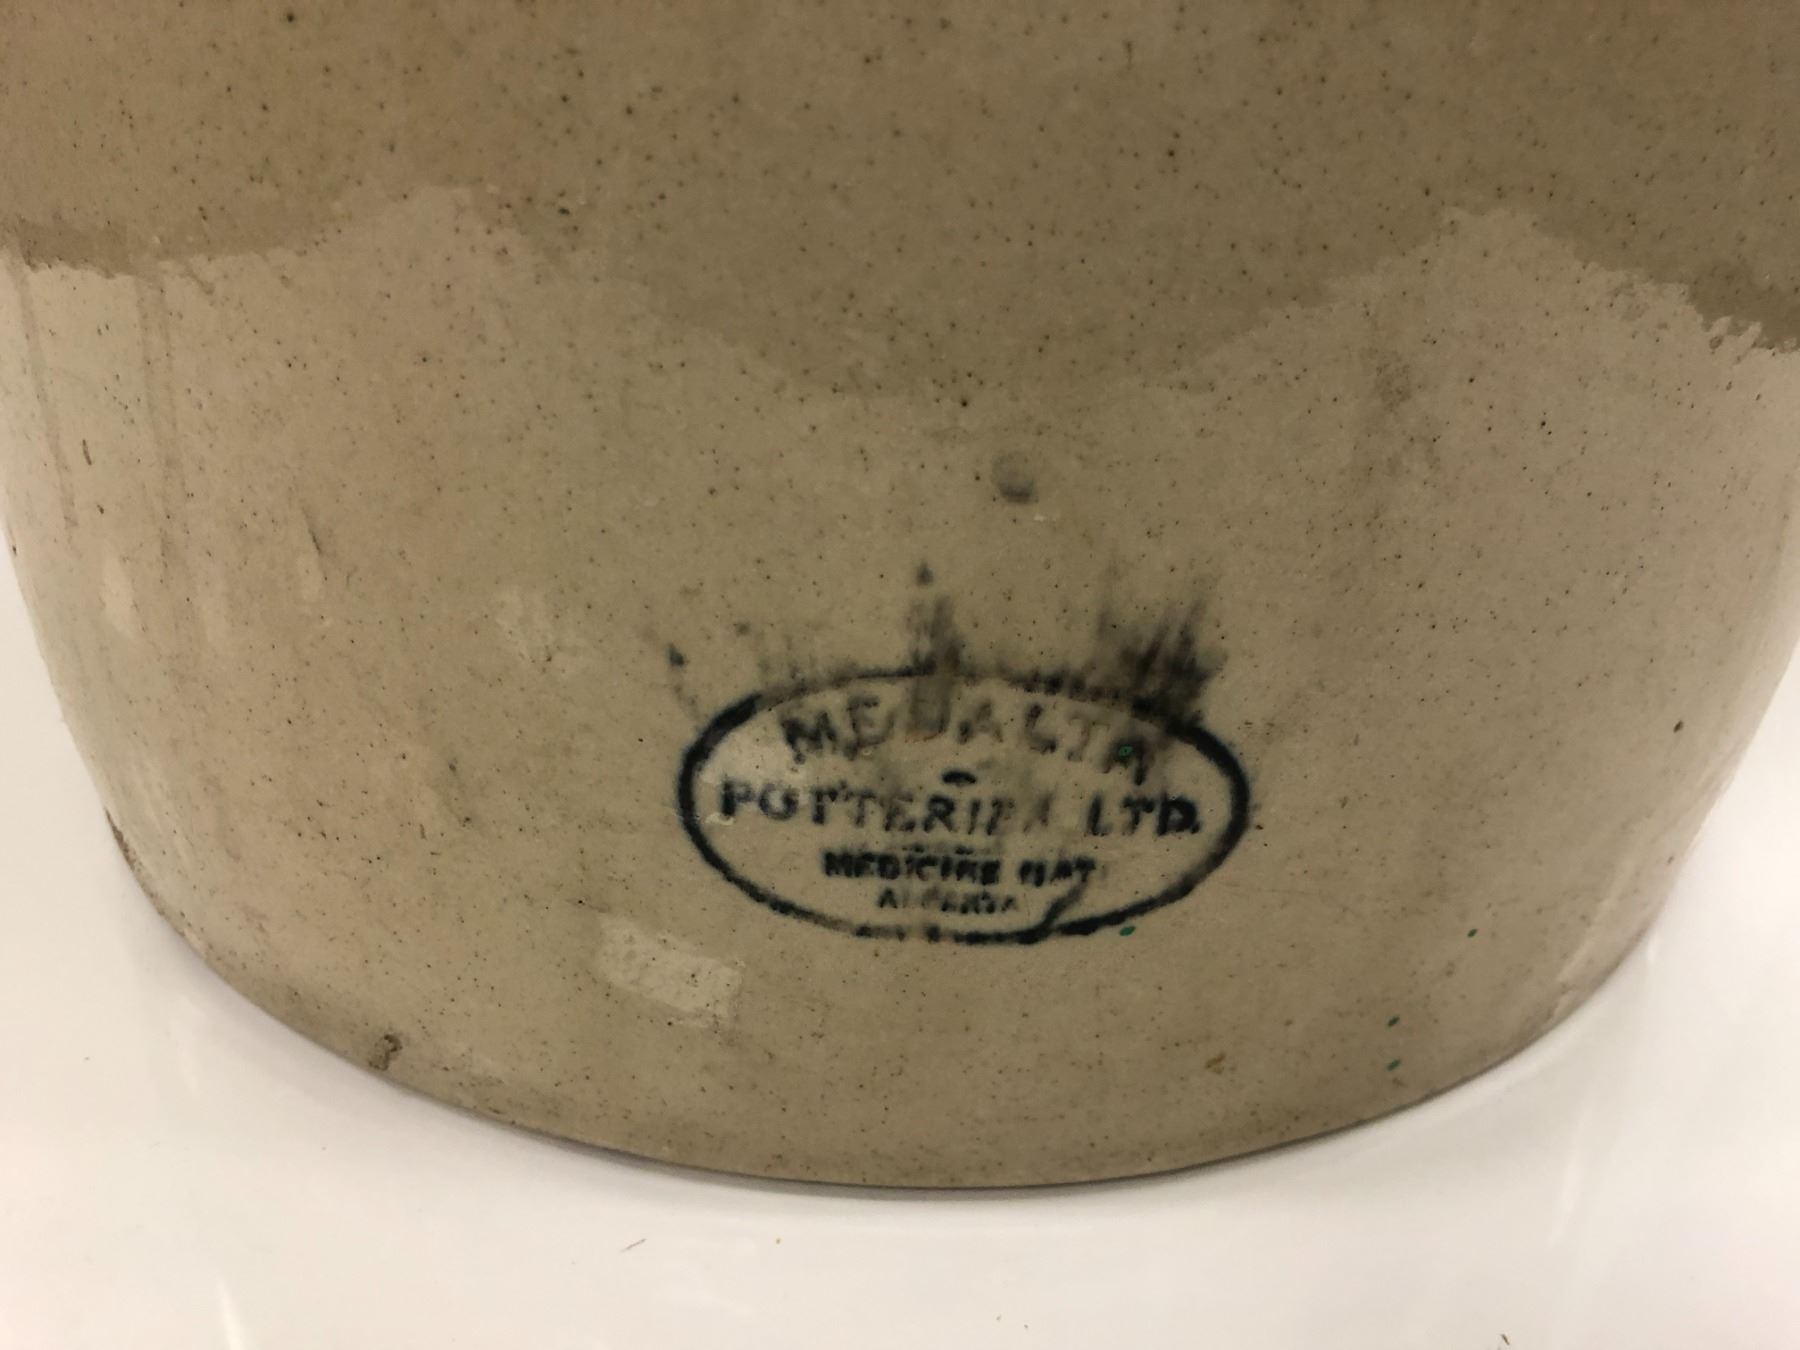 MEDALTA
POTTERIES LTD.
MEDICINE HAT
ALBERTA